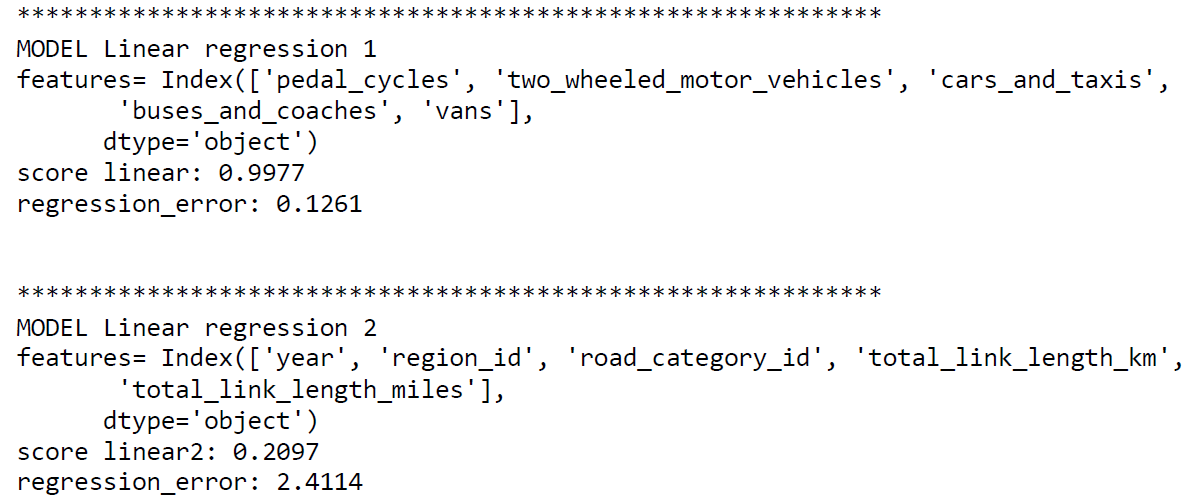 ************************************************************
MODEL Linear regression 1
features= Index(['pedal_cycles', 'two_wheeled_motor_vehicles', 'cars_and_taxis',
       'buses_and_coaches', 'vans'],
      dtype='object')
score linear: 0.9977
regression_error: 0.1261
************************************************************
MODEL Linear regression 2
features= Index(['year', 'region_id', 'road_category_id', 'total_link_length_km',
       'total_link_length_miles'],
      dtype='object')
score linear2: 0.2097
regression_error: 2.4114